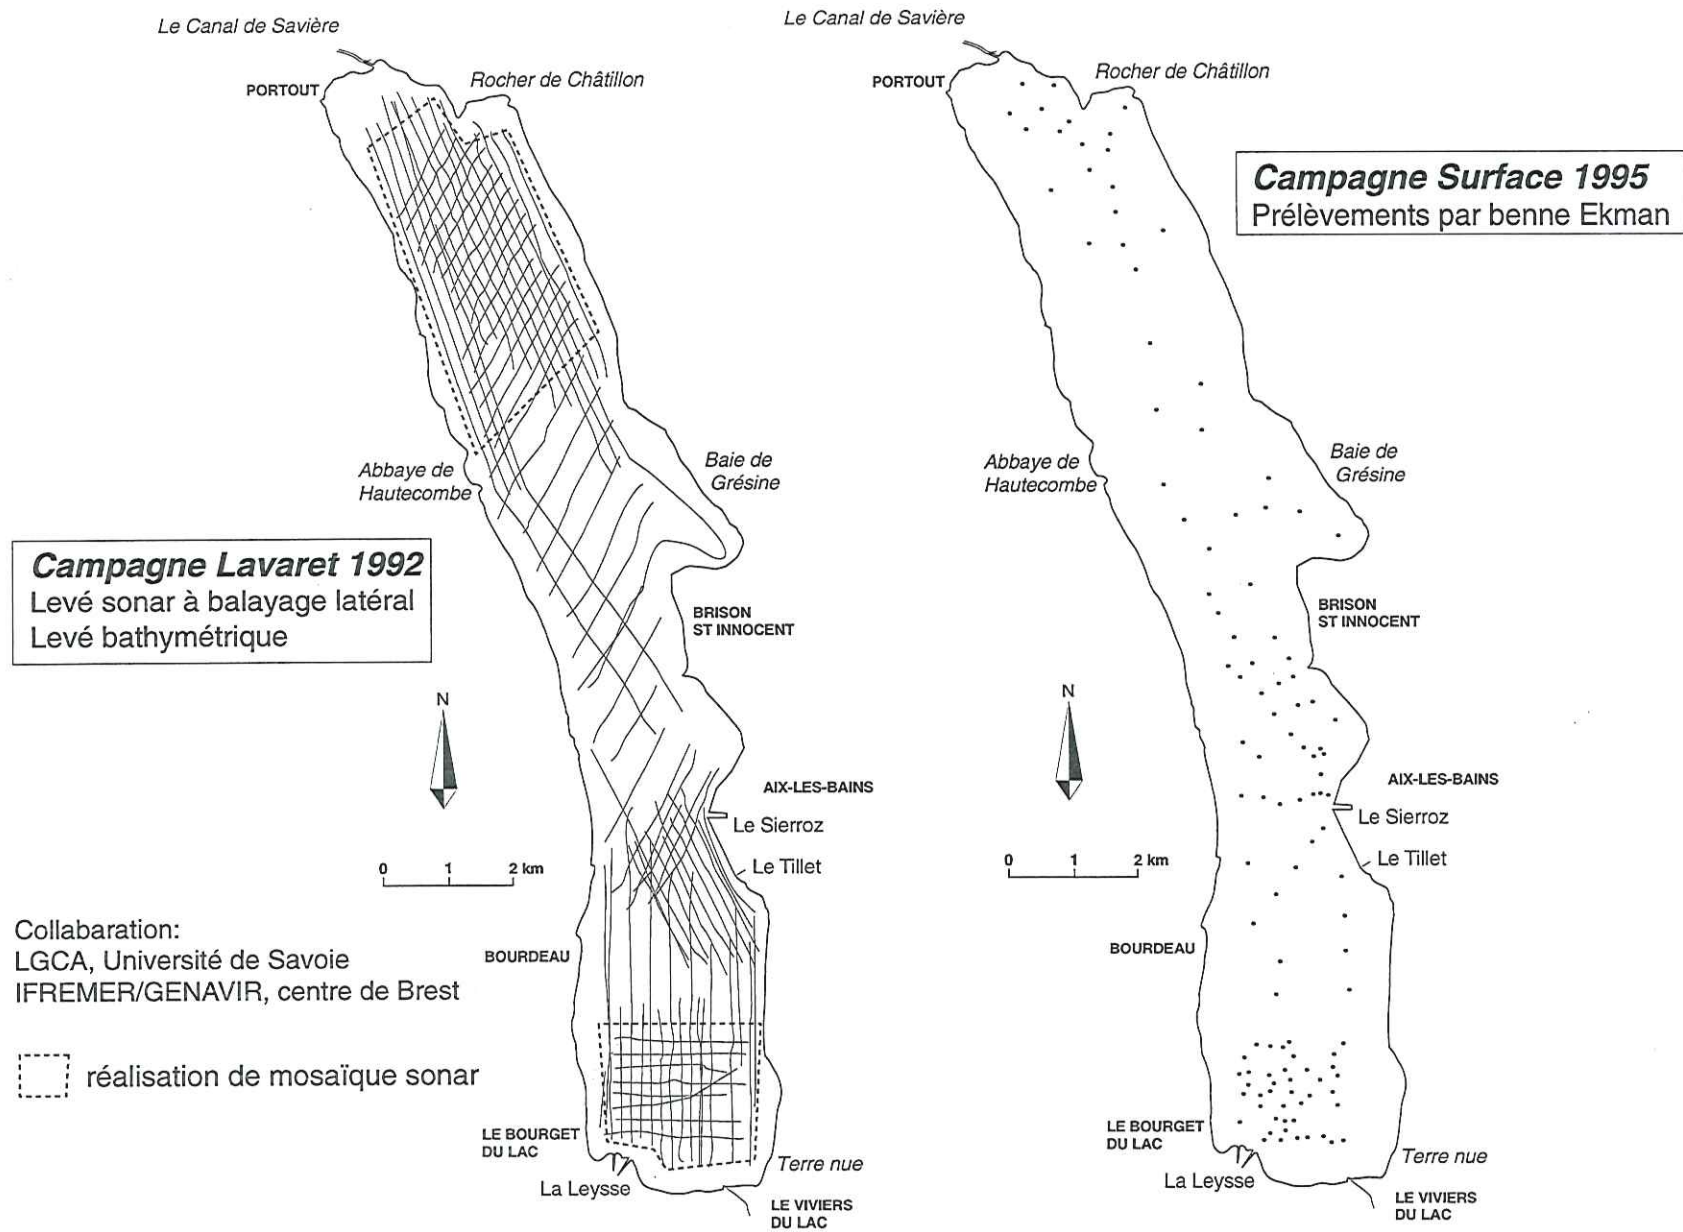 Le Canal de Savière
PORTOUT
Rocher de Châtillon
Abbaye de
Hautecombe
Baie de
Grésine
Campagne Lavaret 1992
Levé sonar à balayage latéral
Levé bathymétrique
BRISON
ST INNOCENT
N
AIX-LES-BAINS
Le Sierroz
0 1 2 km
Le Tillet
Collabaration:
LGCA, Université de Savoie
IFREMER/GENAVIR, centre de Brest
BOURDEAU
réalisation de mosaïque sonar
LE BOURGET
DU LAC
Terre nue
La Leysse
LE VIVIERS
DU LAC
Le Canal de Savière
PORTOUT
Rocher de Châtillon
Campagne Surface 1995
Prélèvements par benne Ekman
Abbaye de
Hautecombe
Baie de
Grésine
BRISON
ST INNOCENT
N
AIX-LES-BAINS
Le Sierroz
0 1 2 km
Le Tillet
BOURDEAU
LE BOURGET
DU LAC
Terre nue
La Leysse
LE VIVIERS
DU LAC